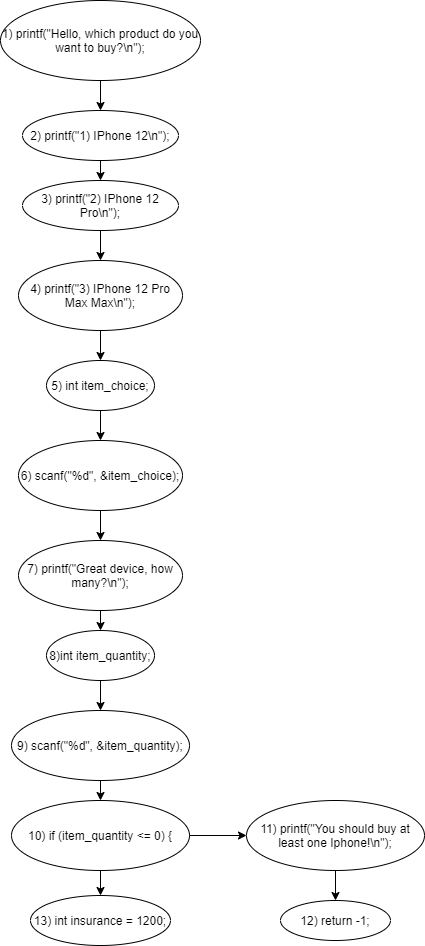 1) printf("Hello, which product do you
want to buy?\n");
2) printf("1) IPhone 12\n");
3) printf("2) IPhone 12
Pro\n");
4) printf("3) IPhone 12 Pro
Max Max\n");
5) int item_choice;
6) scanf("%d", &item_choice);
7) printf("Great device, how
many?\n");
8)int item_quantity;
9) scanf("%d", &item_quantity);
10) if (item_quantity <= 0) {
11) printf("You should buy at
least one Iphone!\n");
13) int insurance = 1200;
12) return -1;